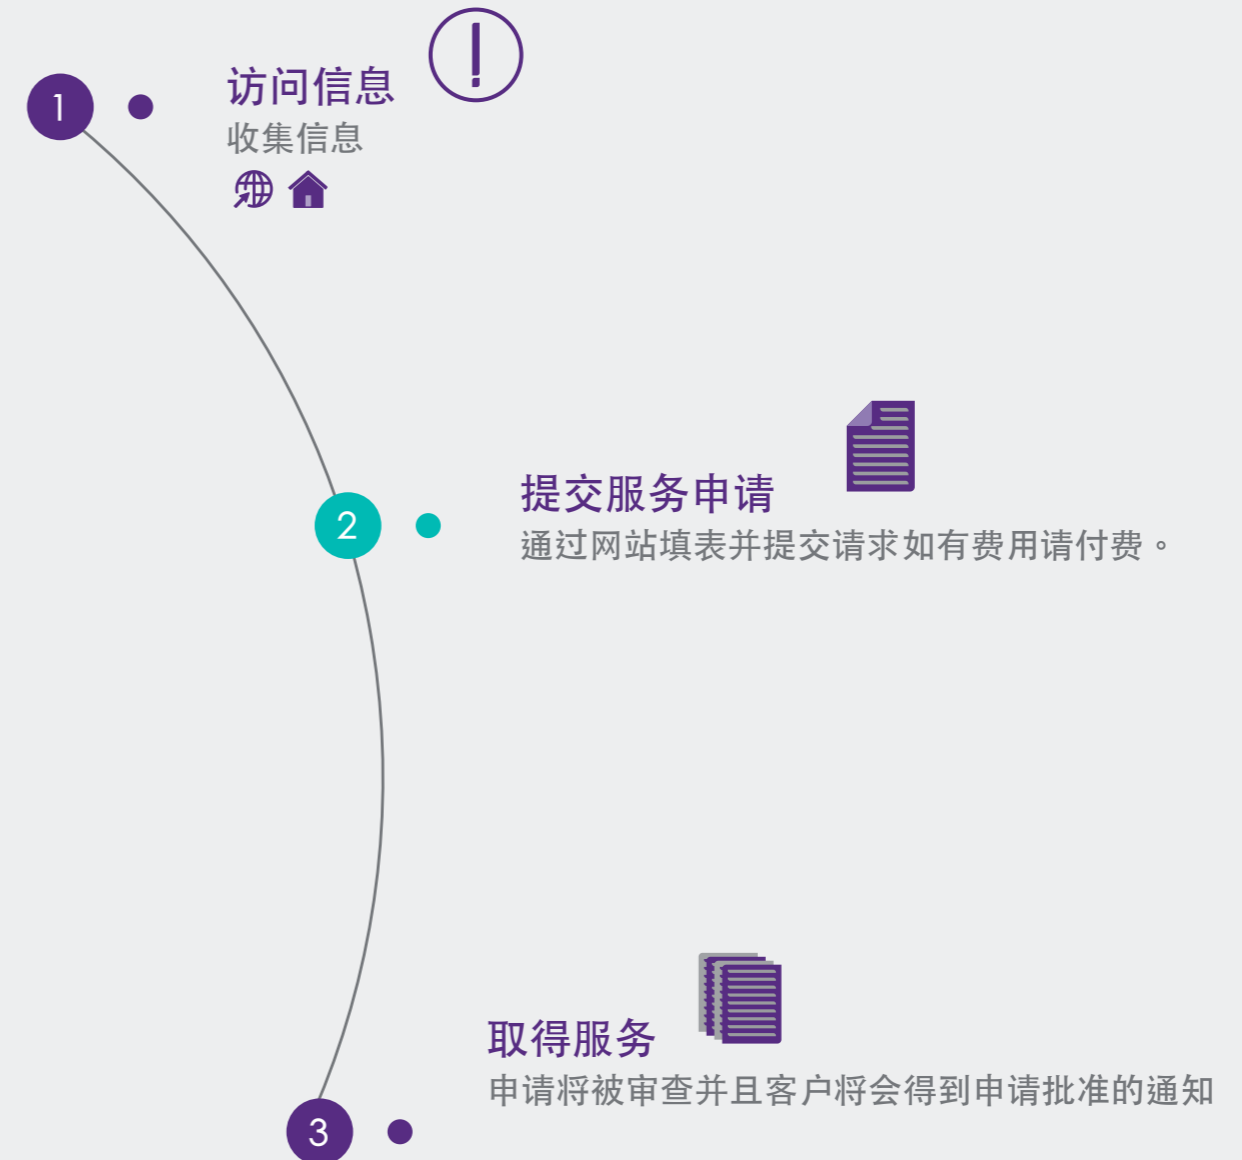 1
访问信息
收集信息
2
提交服务申请
通过网站填表并提交请求如有费用请付费。
取得服务
申请将被审查并且客户将会得到申请批准的通知
3